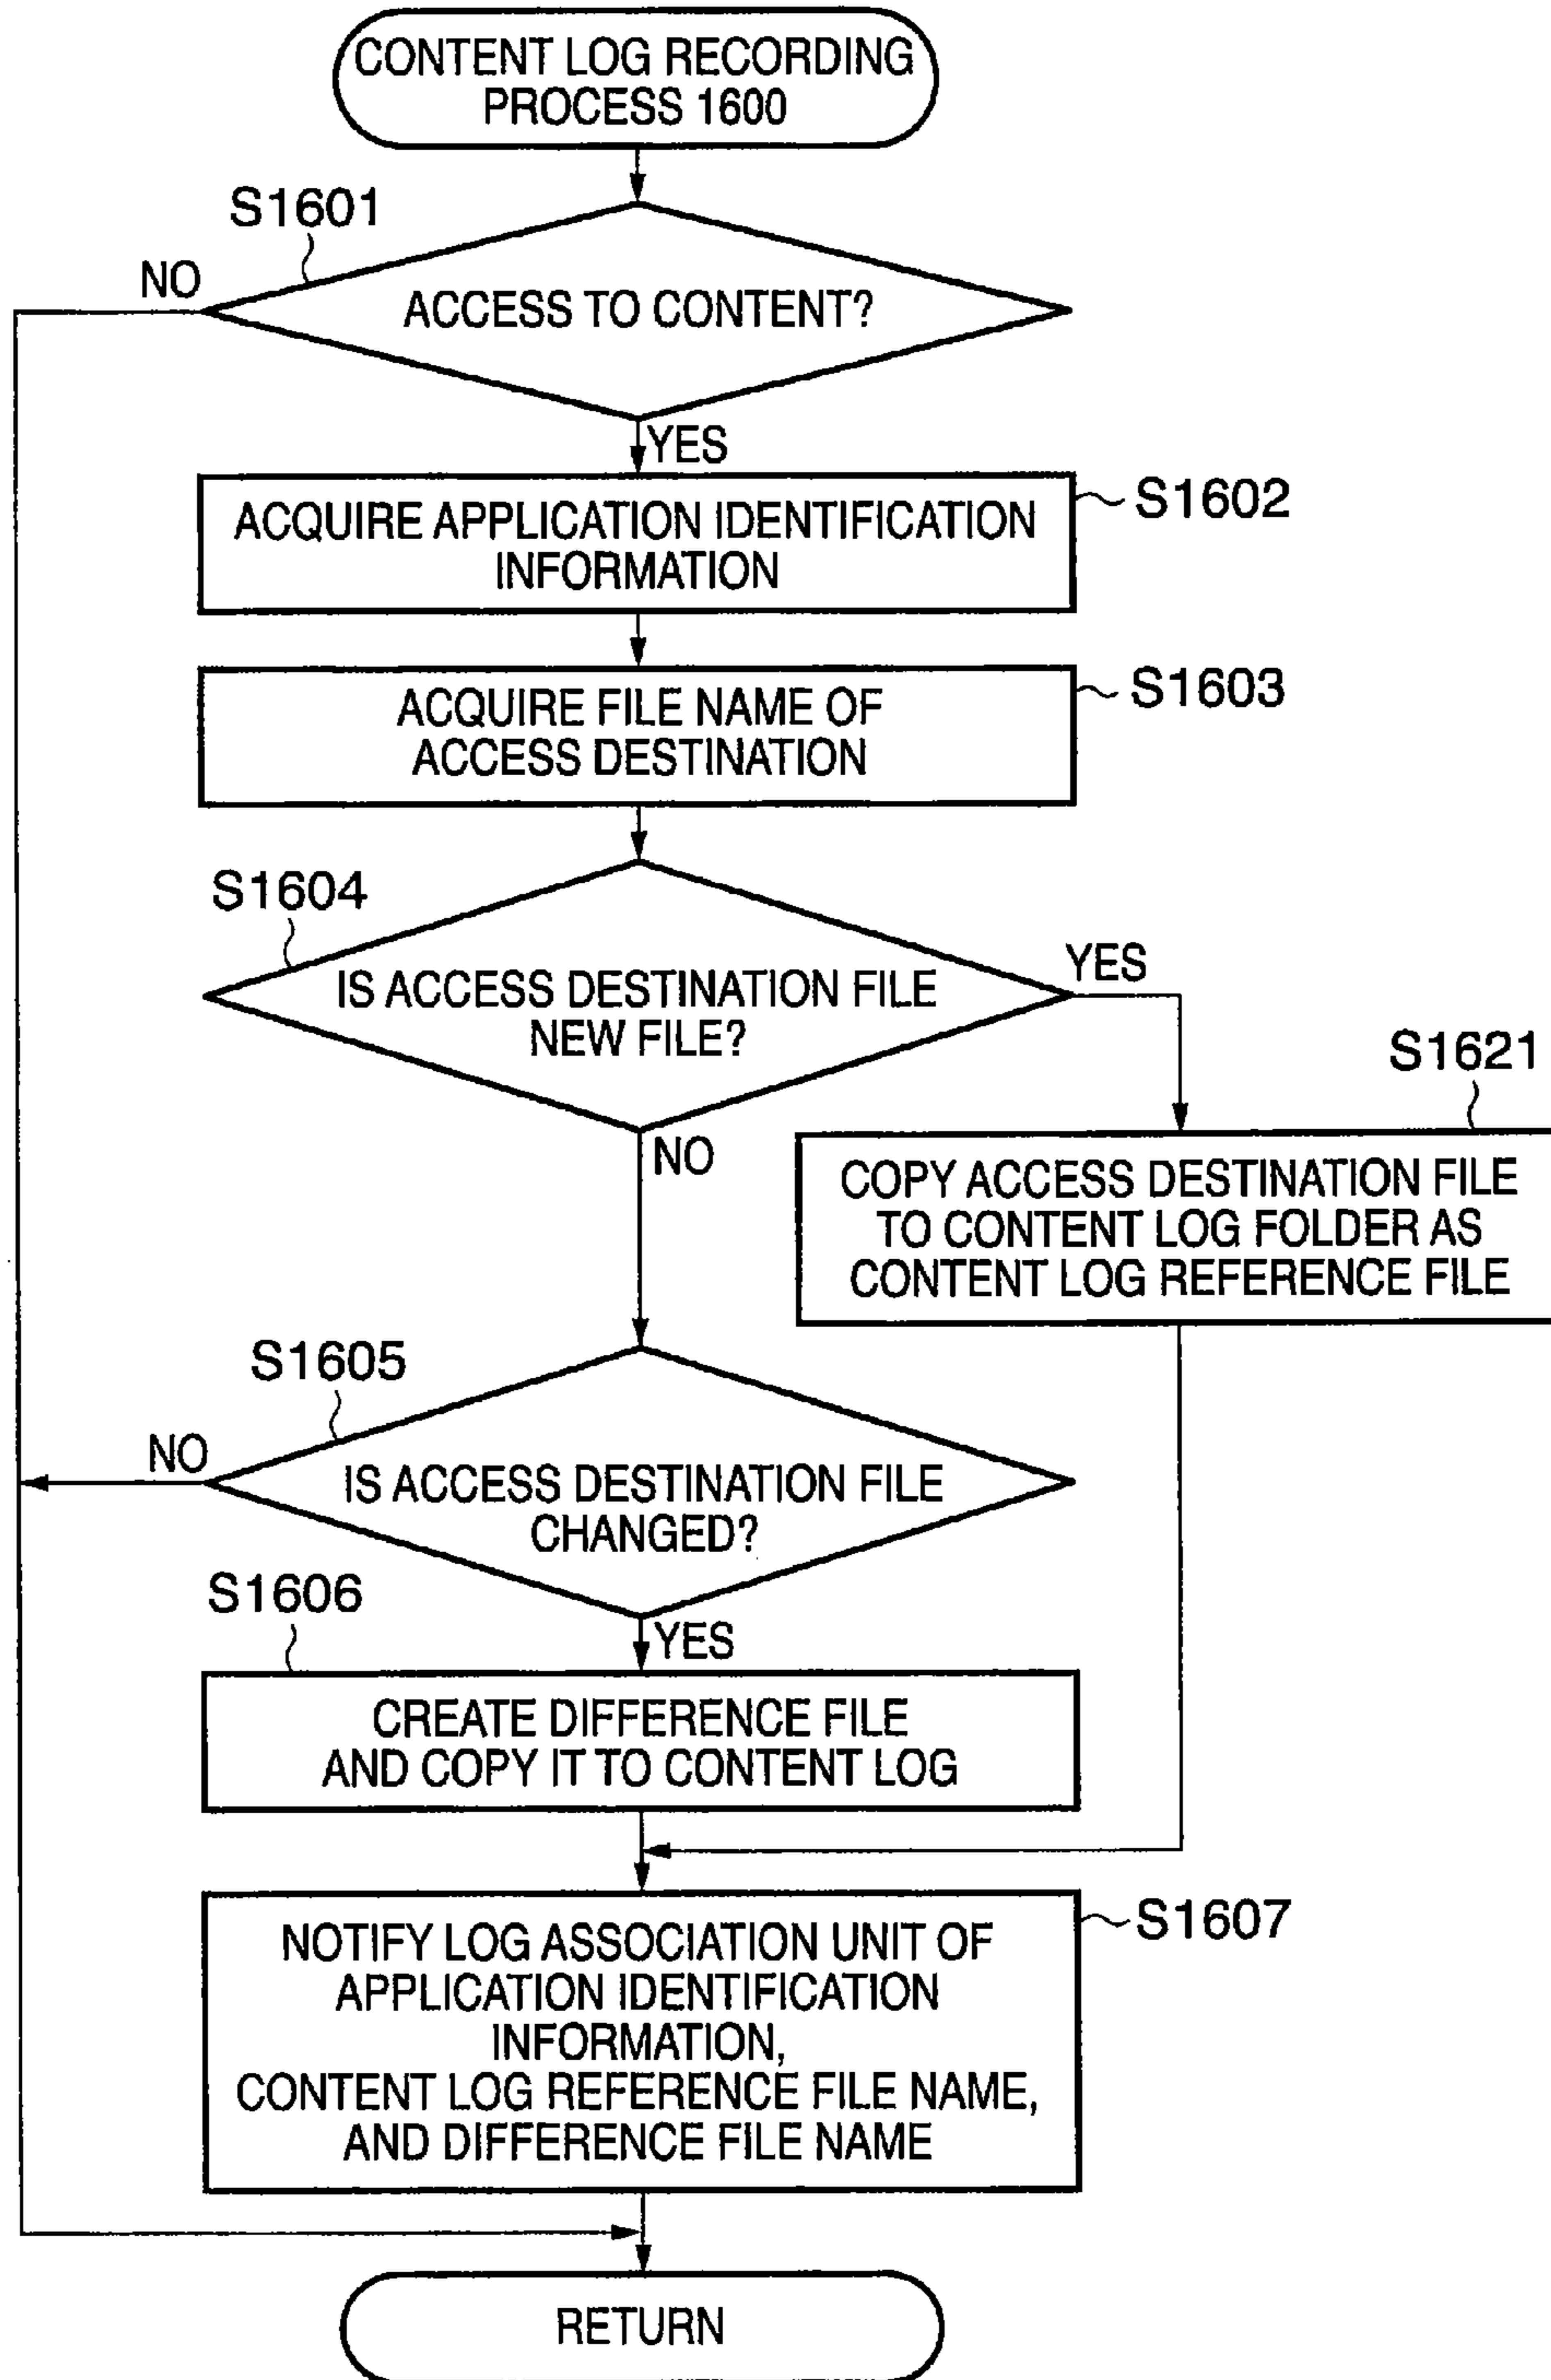 CONTENT LOG RECORDING
PROCESS 1600
S1601
NO
ACCESS TO CONTENT?
YES
ACQUIRE APPLICATION IDENTIFICATION
INFORMATION
S1602
ACQUIRE FILE NAME OF
ACCESS DESTINATION
S1603
S1604
IS ACCESS DESTINATION FILE
NEW FILE?
YES
NO
S1621
COPY ACCESS DESTINATION FILE
TO CONTENT LOG FOLDER AS
CONTENT LOG REFERENCE FILE
S1605
NO
IS ACCESS DESTINATION FILE
CHANGED?
YES
S1606
CREATE DIFFERENCE FILE
AND COPY IT TO CONTENT LOG
NOTIFY LOG ASSOCIATION UNIT OF
APPLICATION IDENTIFICATION
INFORMATION,
CONTENT LOG REFERENCE FILE NAME,
AND DIFFERENCE FILE NAME
S1607
RETURN